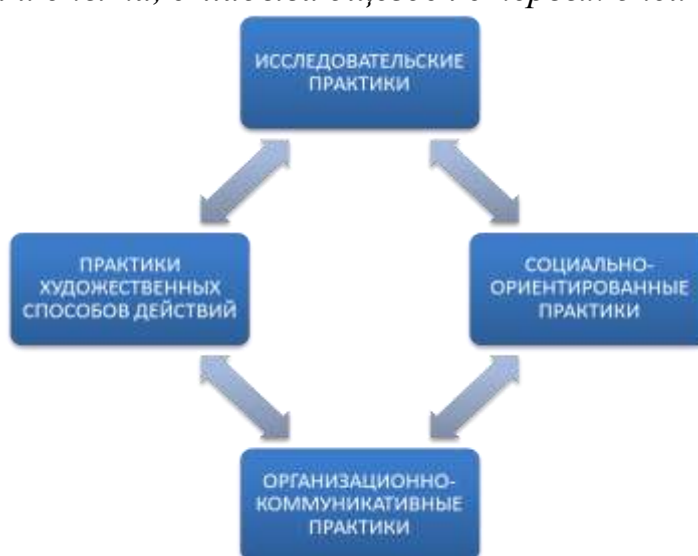 ИССЛЕДОВАТЕЛЬСКИЕ
ПРАКТИКИ
ПРАКТИКИ
ХУДОЖЕСТВЕННЫХ
СПОСОБОВ ДЕЙСТВИЙ
СОЦИАЛЬНО-
ОРИЕНТИРОВАННЫЕ
ПРАКТИКИ
ОРГАНИЗАЦИОННО-
КОММУНИКАТИВНЫЕ
ПРАКТИКИ